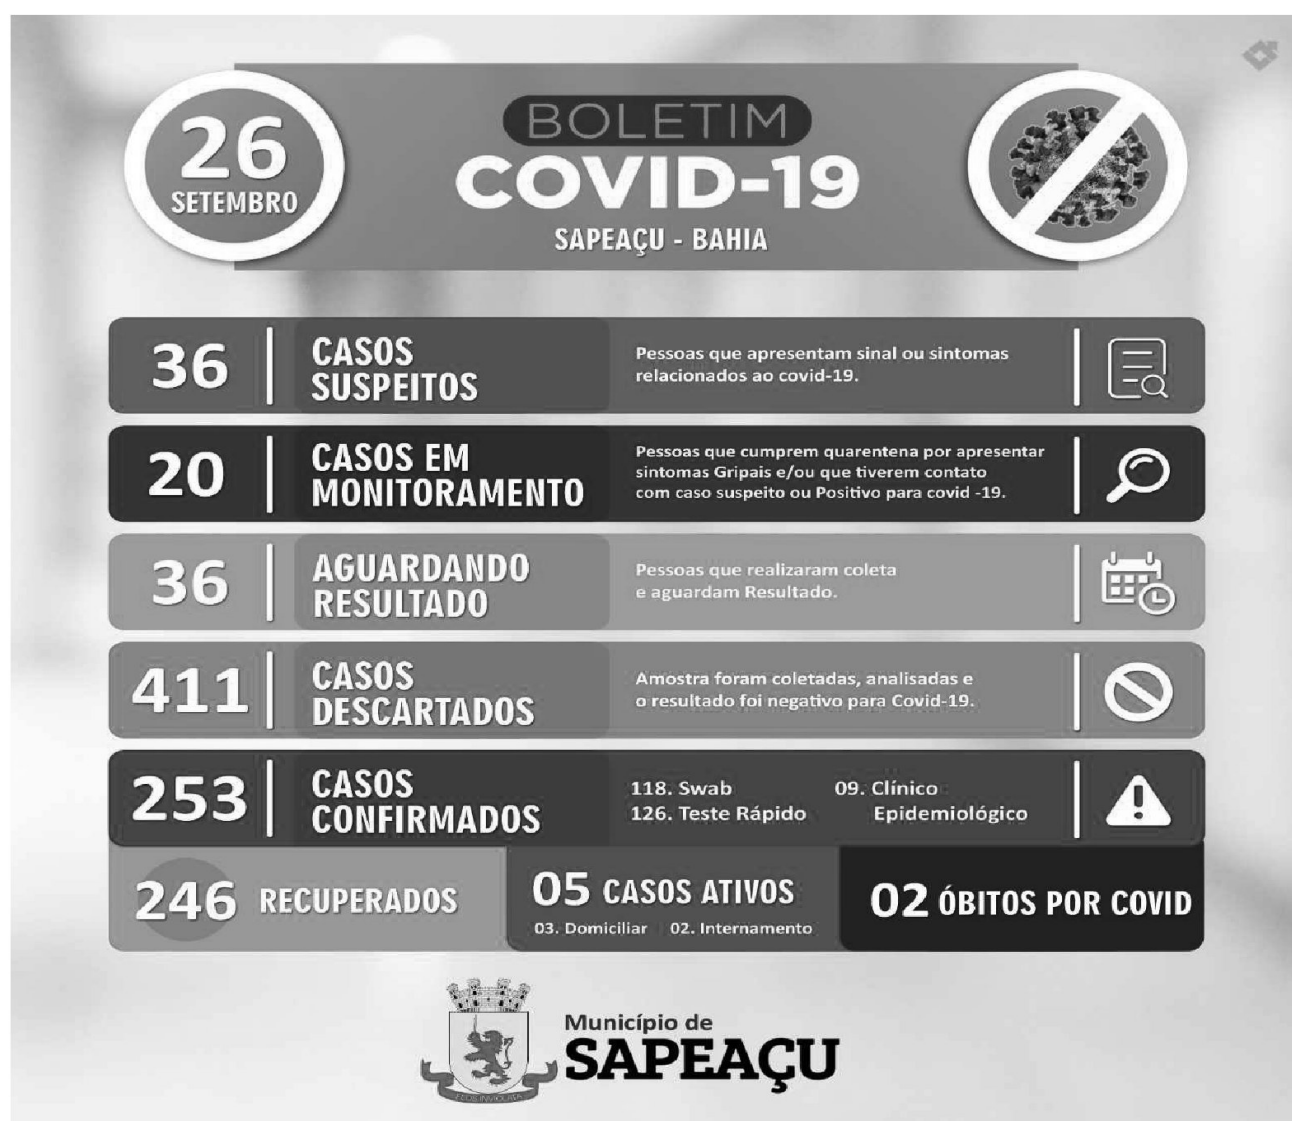 26
SETEMBRO
BOLETIM
COVID-19
SAPEAÇU - BAHIA
36
CASOS
SUSPEITOS
Pessoas que apresentam sinal ou sintomas
relacionados ao covid-19.
20
CASOS EM
MONITORAMENTO
Pessoas que cumprem quarentena por apresentar
sintomas Gripais e/ou que tiverem contato
com caso suspeito ou Positivo para covid -19.
36
AGUARDANDO
RESULTADO
Pessoas que realizaram coleta
e aguardam Resultado.
411
CASOS
DESCARTADOS
Amostra foram coletadas, analisadas e
o resultado foi negativo para Covid-19.
253
CASOS
CONFIRMADOS
118. Swab
126. Teste Rápido
09. Clínico
Epidemiológico
246 RECUPERADOS
05 CASOS ATIVOS
03. Domiciliar 02. Internamento
02 ÓBITOS POR COVID
Município de
SAPEAÇU